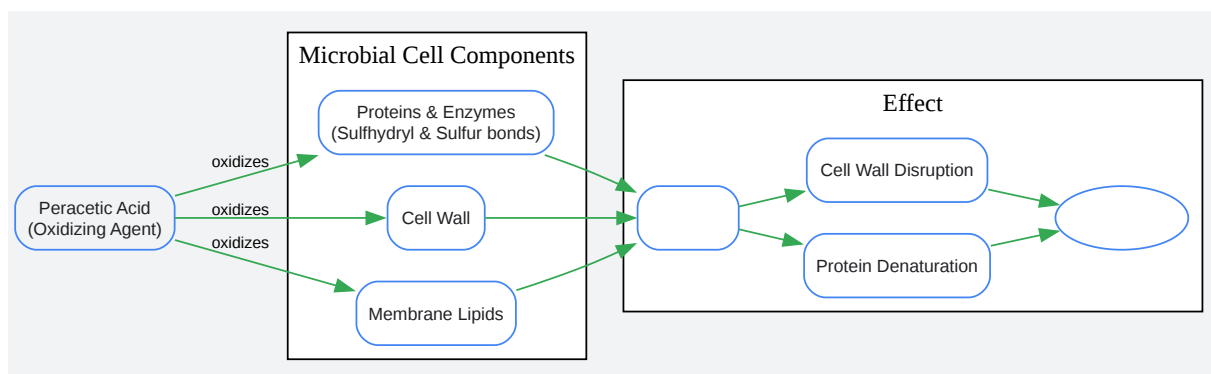 Microbial Cell Components
Effect
Proteins & Enzymes
(Sulfhydryl & Sulfur bonds)
oxidizes
Cell Wall Disruption
Peracetic Acid
(Oxidizing Agent)
oxidizes
Cell Wall
oxidizes
Protein Denaturation
Membrane Lipids